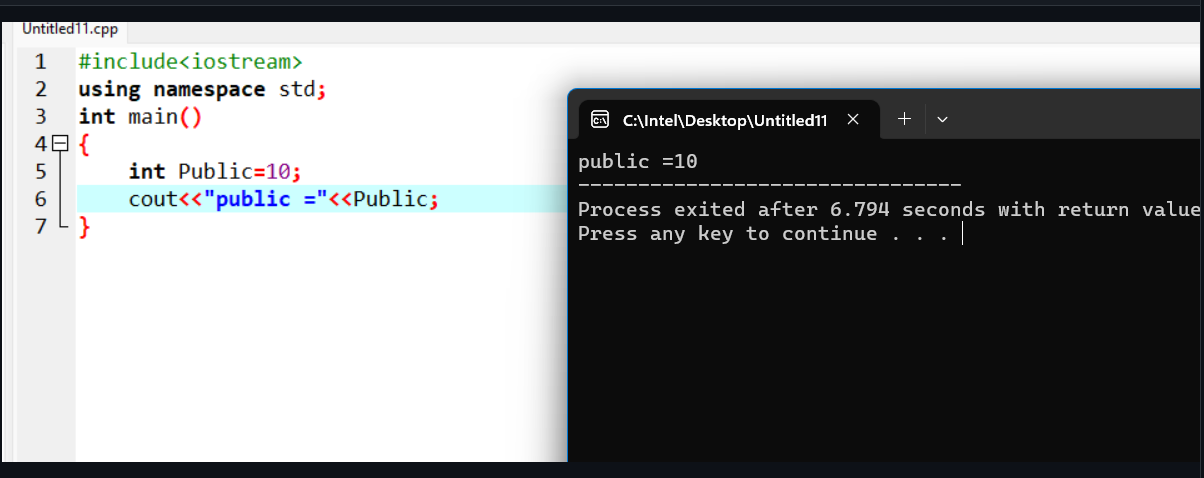 Untitled11.cpp
1 #include<iostream>
2 using namespace std;
3 int main()
4 {
5 int Public=10;
6 cout<<"public ="<<Public;
7 }
C:\Intel\Desktop\Untitled11
public =10
--------------------------------
Process exited after 6.794 seconds with return value
Press any key to continue . . .